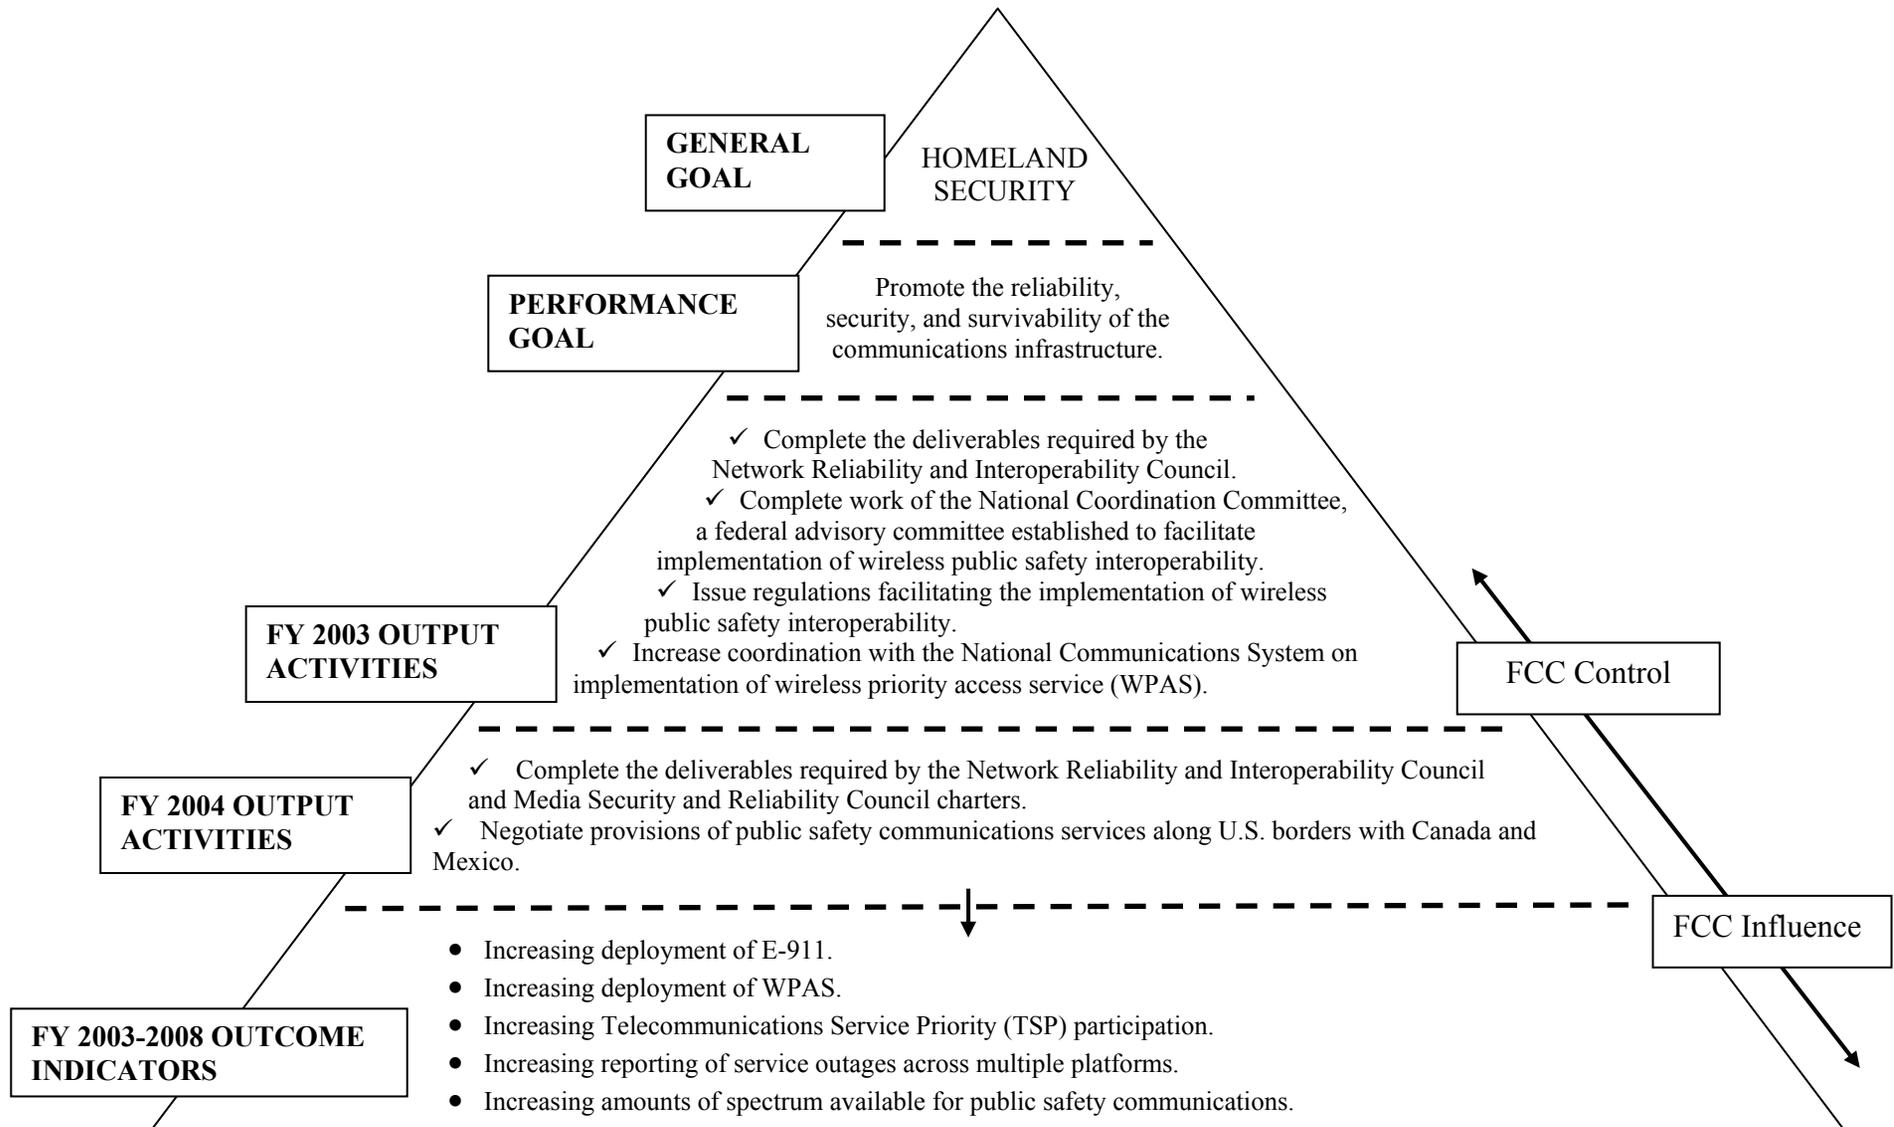 GENERAL
GOAL
HOMELAND
SECURITY
PERFORMANCE
GOAL
Promote the reliability,
security, and survivability of the
communications infrastructure.
✓ Complete the deliverables required by the
Network Reliability and Interoperability Council.
✓ Complete work of the National Coordination Committee,
a federal advisory committee established to facilitate
implementation of wireless public safety interoperability.
✓ Issue regulations facilitating the implementation of wireless
public safety interoperability.
✓ Increase coordination with the National Communications System on
implementation of wireless priority access service (WPAS).
FY 2003 OUTPUT
ACTIVITIES
FCC Control
✓ Complete the deliverables required by the Network Reliability and Interoperability Council
and Media Security and Reliability Council charters.
✓ Negotiate provisions of public safety communications services along U.S. borders with Canada and
Mexico.
FY 2004 OUTPUT
ACTIVITIES
FCC Influence
• Increasing deployment of E-911.
• Increasing deployment of WPAS.
• Increasing Telecommunications Service Priority (TSP) participation.
• Increasing reporting of service outages across multiple platforms.
• Increasing amounts of spectrum available for public safety communications.
FY 2003-2008 OUTCOME
INDICATORS